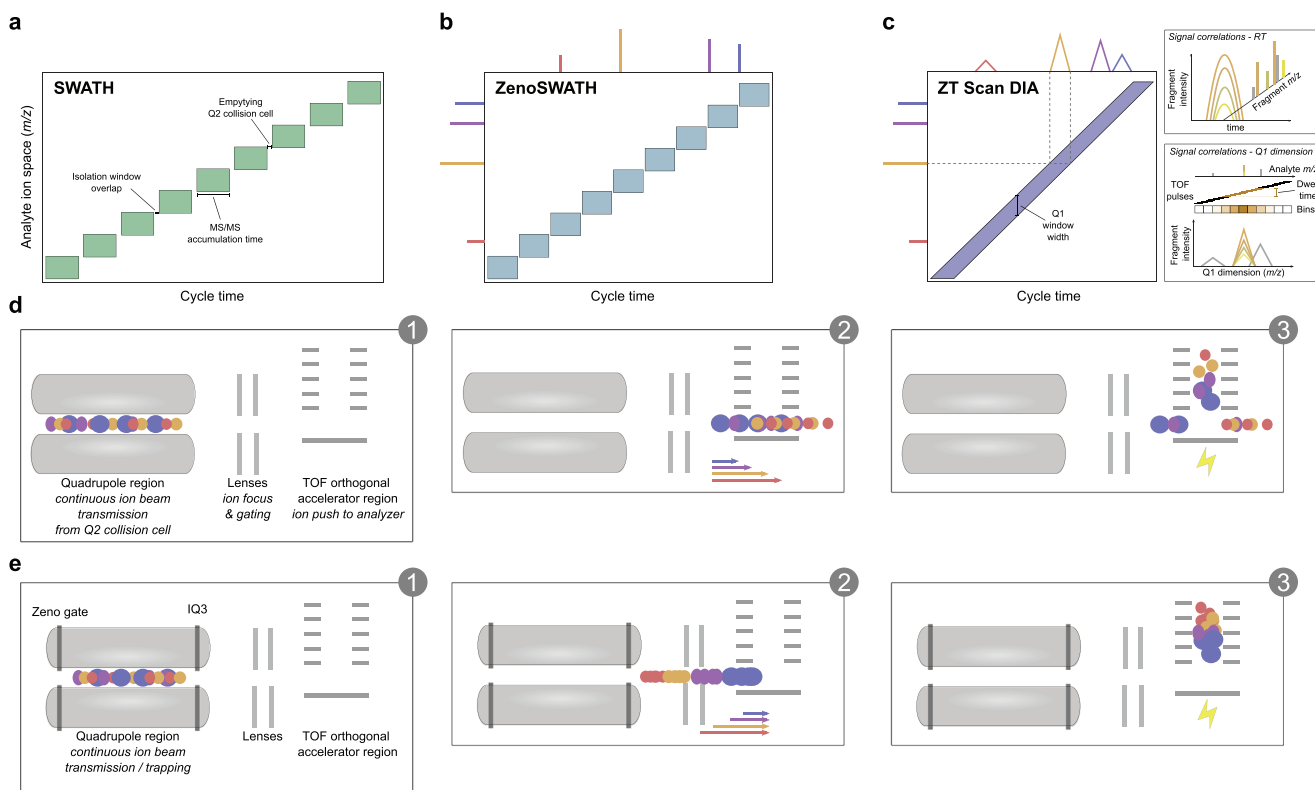 a
SWATH
Empytying
Q2 collision cell
Isolation window
overlap
MS/MS
accumulation time
Analyte ion space (m/z)
Cycle time
b
ZenoSWATH
Cycle time
c
ZT Scan DIA
Q1
window
width
Cycle time
Signal correlations - RT
Fragment
intensity
Fragment m/z
time
Signal correlations - Q1 dimension
Analyte m/z
TOF
pulses
Dwe
time
Bins
Fragment
intensity
Q1 dimension (m/z)
d
1
Quadrupole region
continuous ion beam
transmission
from Q2 collision cell
Lenses
ion focus
& gating
TOF orthogonal
accelerator region
ion push to analyzer
2
3
e
1
Zeno gate
IQ3
Quadrupole region
continuous ion beam
transmission / trapping
Lenses
TOF orthogonal
accelerator region
2
3